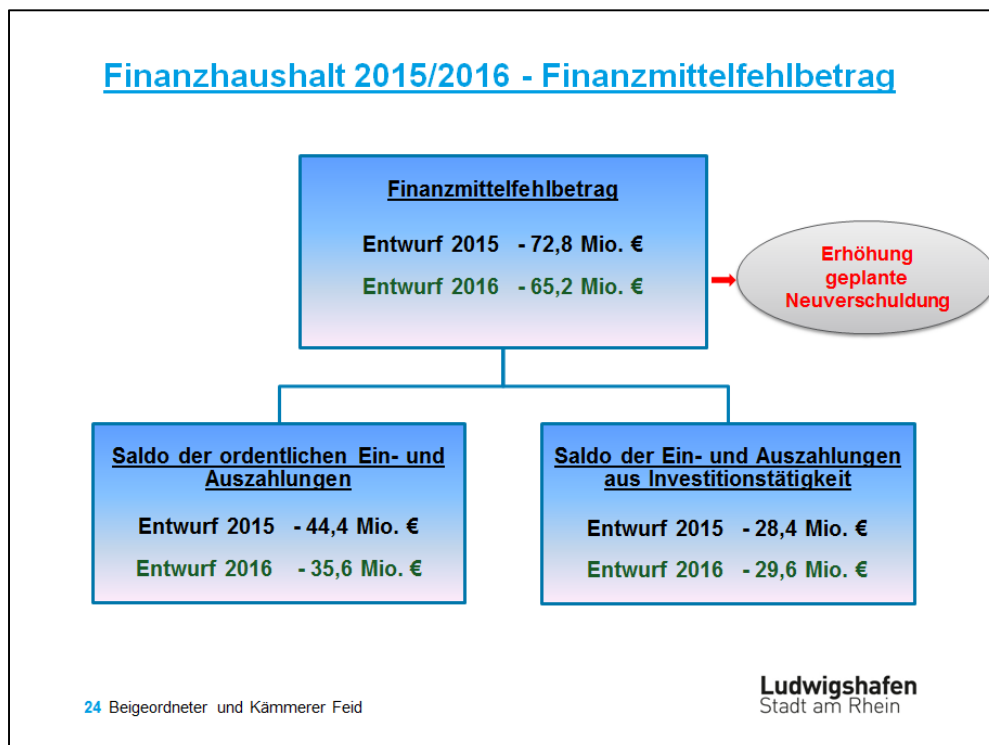 Finanzhaushalt 2015/2016 - Finanzmittelfehlbetrag
Finanzmittelfehlbetrag
Entwurf 2015 - 72,8 Mio. €
Entwurf 2016 - 65,2 Mio. €
Erhöhung
geplante
Neuverschuldung
Saldo der ordentlichen Ein- und
Auszahlungen
Entwurf 2015 - 44,4 Mio. €
Entwurf 2016 - 35,6 Mio. €
Saldo der Ein- und Auszahlungen
aus Investitionstätigkeit
Entwurf 2015 - 28,4 Mio. €
Entwurf 2016 - 29,6 Mio. €
24 Beigeordneter und Kämmerer Feid
Ludwigshafen
Stadt am Rhein